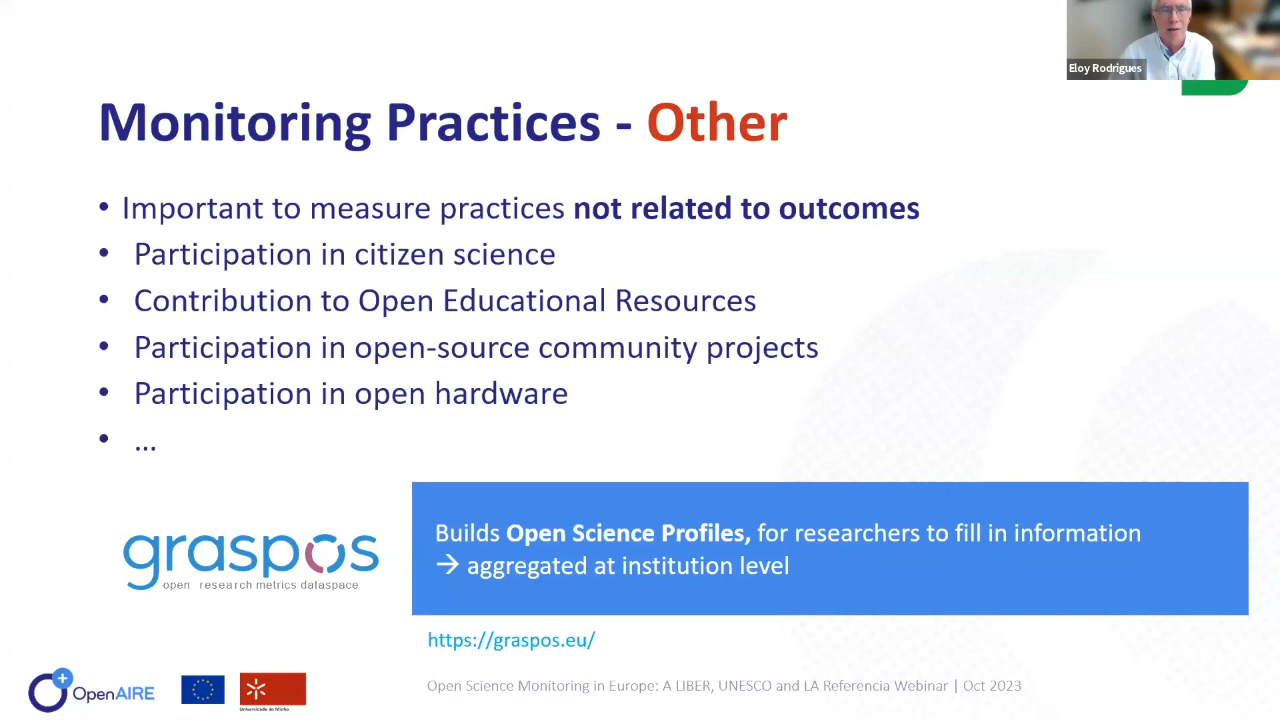 Eloy Rodrigues
Monitoring Practices - Other
• Important to measure practices not related to outcomes
• Participation in citizen science
• Contribution to Open Educational Resources
• Participation in open-source community projects
• Participation in open hardware
• ...
Builds Open Science Profiles, for researchers to fill in information
→ aggregated at institution level
graspos
open research metrics dataspace
https://graspos.eu/
OpenAIRE
Universidade do Minho
Open Science Monitoring in Europe: A LIBER, UNESCO and LA Referencia Webinar | Oct 2023